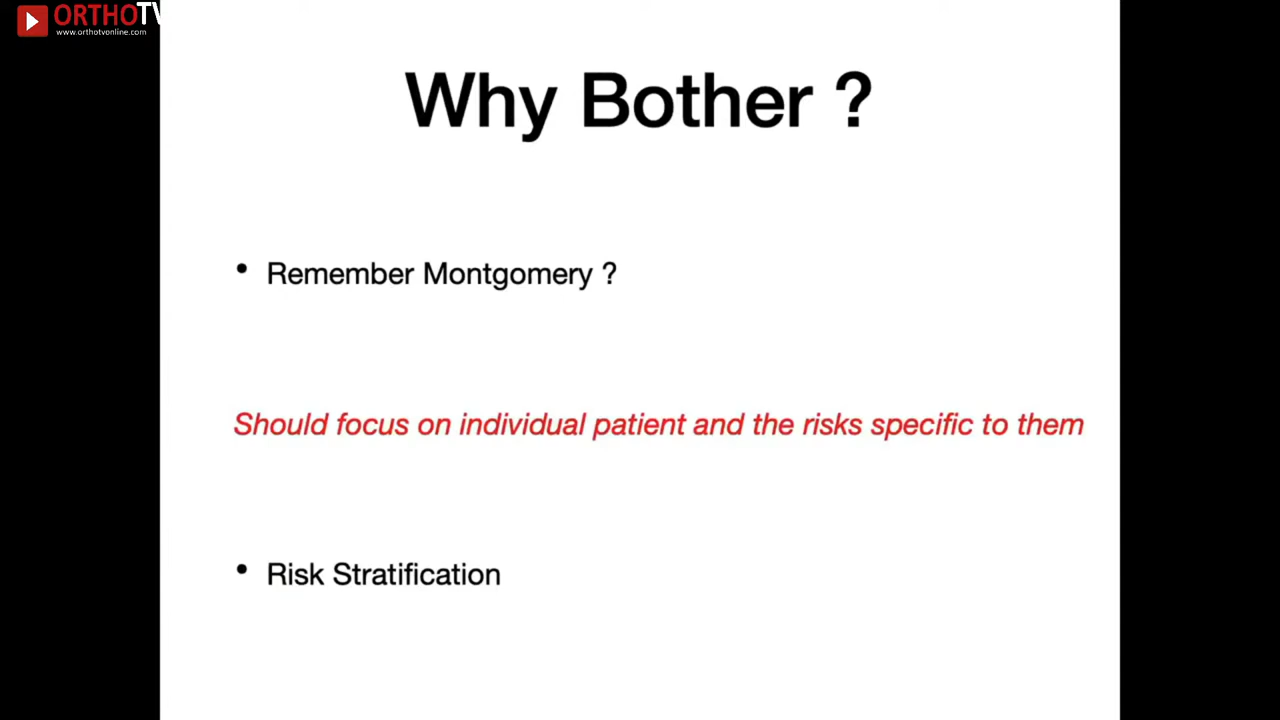 ORTHOTV
www.orthotvonline.com
Why Bother ?
• Remember Montgomery ?
Should focus on individual patient and the risks specific to them
• Risk Stratification